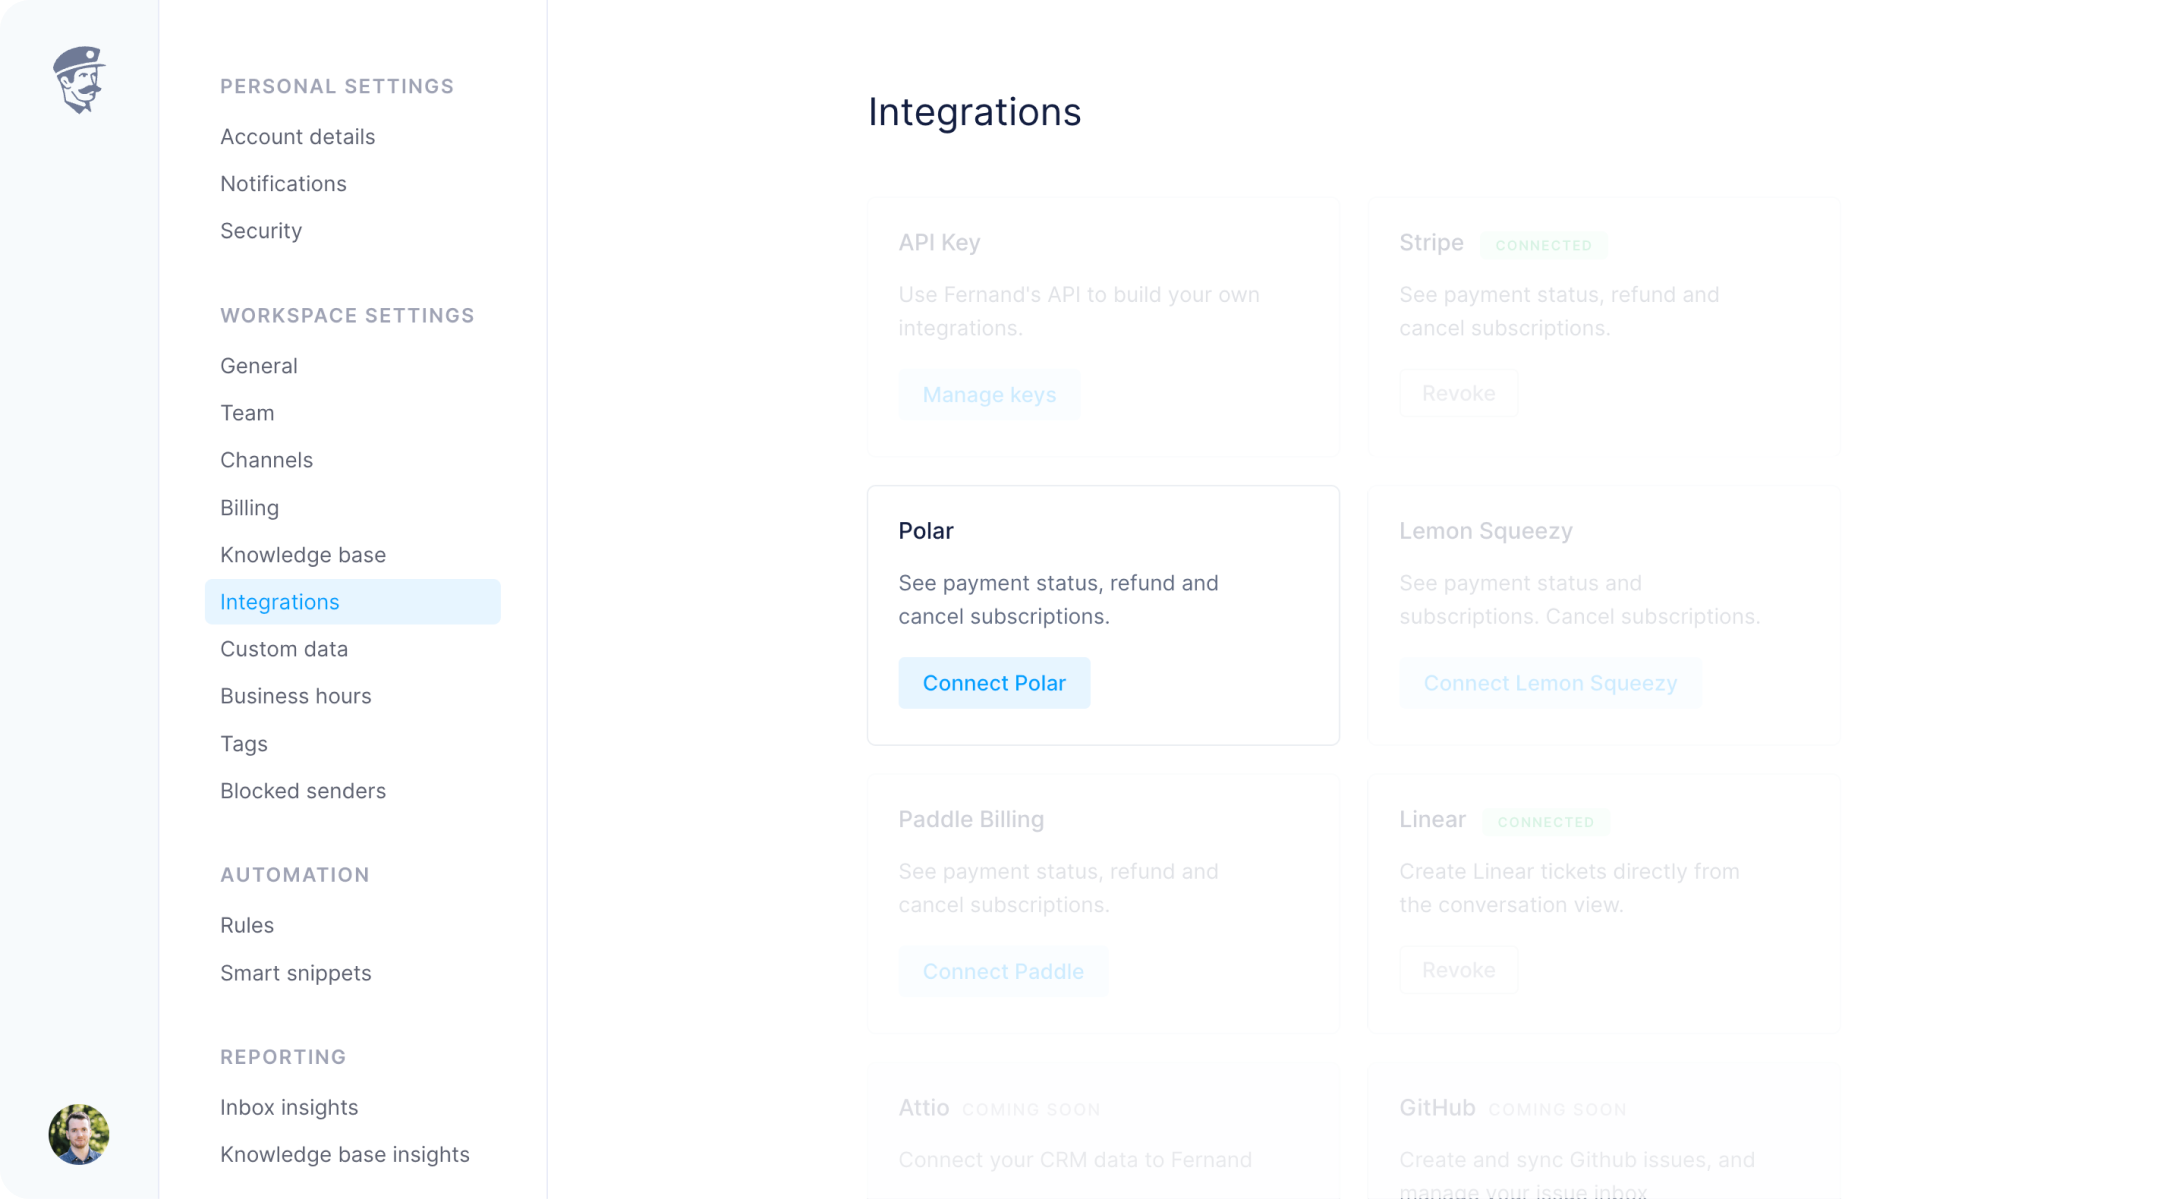 PERSONAL SETTINGS
Account details
Notifications
Security
WORKSPACE SETTINGS
General
Team
Channels
Billing
Knowledge base
Integrations
Custom data
Business hours
Tags
Blocked senders
AUTOMATION
Rules
Smart snippets
REPORTING
Inbox insights
Knowledge base insights
Integrations
API Key
Use Fernand's API to build your own
integrations.
Manage keys
Stripe CONNECTED
See payment status, refund and
cancel subscriptions.
Revoke
Polar
See payment status, refund and
cancel subscriptions.
Connect Polar
Lemon Squeezy
See payment status and
subscriptions. Cancel subscriptions.
Connect Lemon Squeezy
Paddle Billing
See payment status, refund and
cancel subscriptions.
Connect Paddle
Linear CONNECTED
Create Linear tickets directly from
the conversation view.
Revoke
Attio COMING SOON
Connect your CRM data to Fernand
GitHub COMING SOON
Create and sync Github issues, and
manage your issue inbox